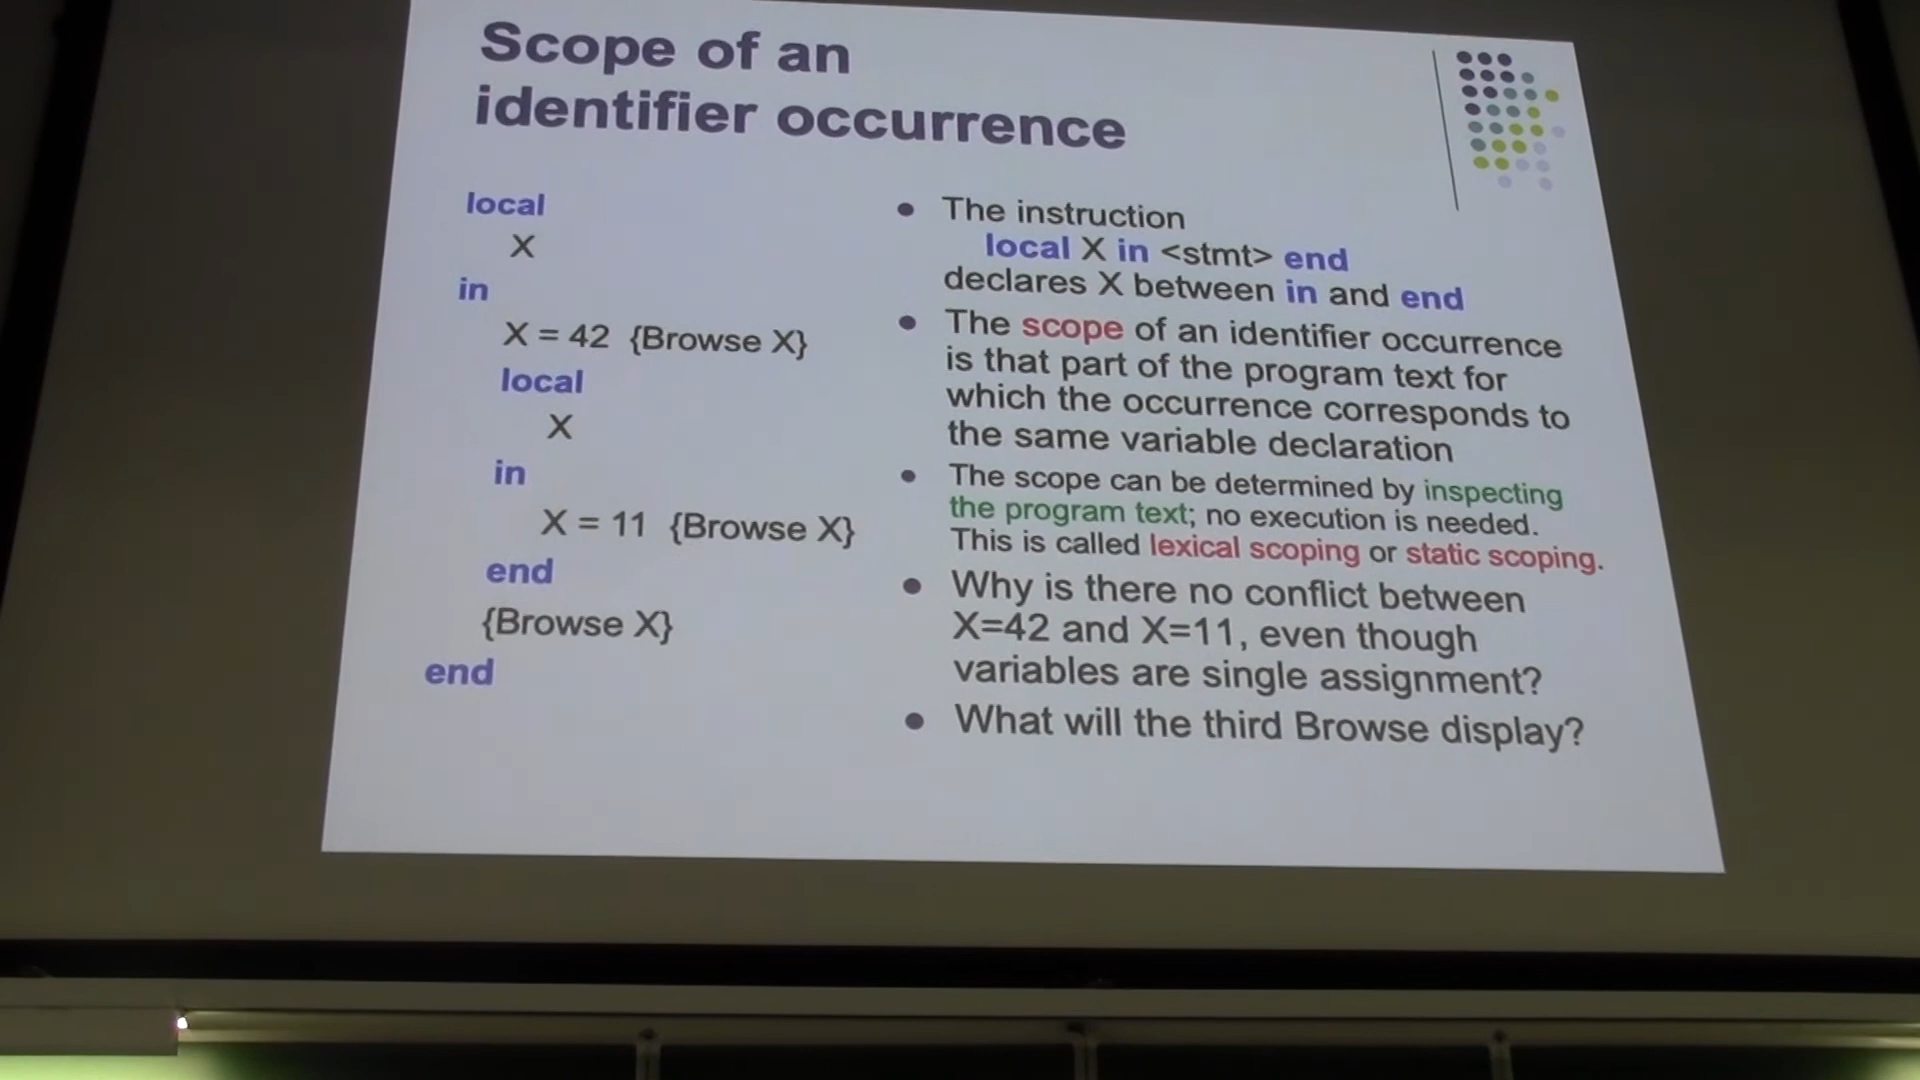 Scope of an
identifier occurrence
local
X
in
X = 42 {Browse X}
local
X
in
X = 11 {Browse X}
end
{Browse X}
end
The instruction
local X in <stmt> end
declares X between in and end
The scope of an identifier occurrence
is that part of the program text for
which the occurrence corresponds to
the same variable declaration
The scope can be determined by inspecting
the program text; no execution is needed.
This is called lexical scoping or static scoping.
Why is there no conflict between
X=42 and X=11, even though
variables are single assignment?
What will the third Browse display?